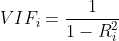 $VIF_i = \frac{1}{1 - R_i^2}$